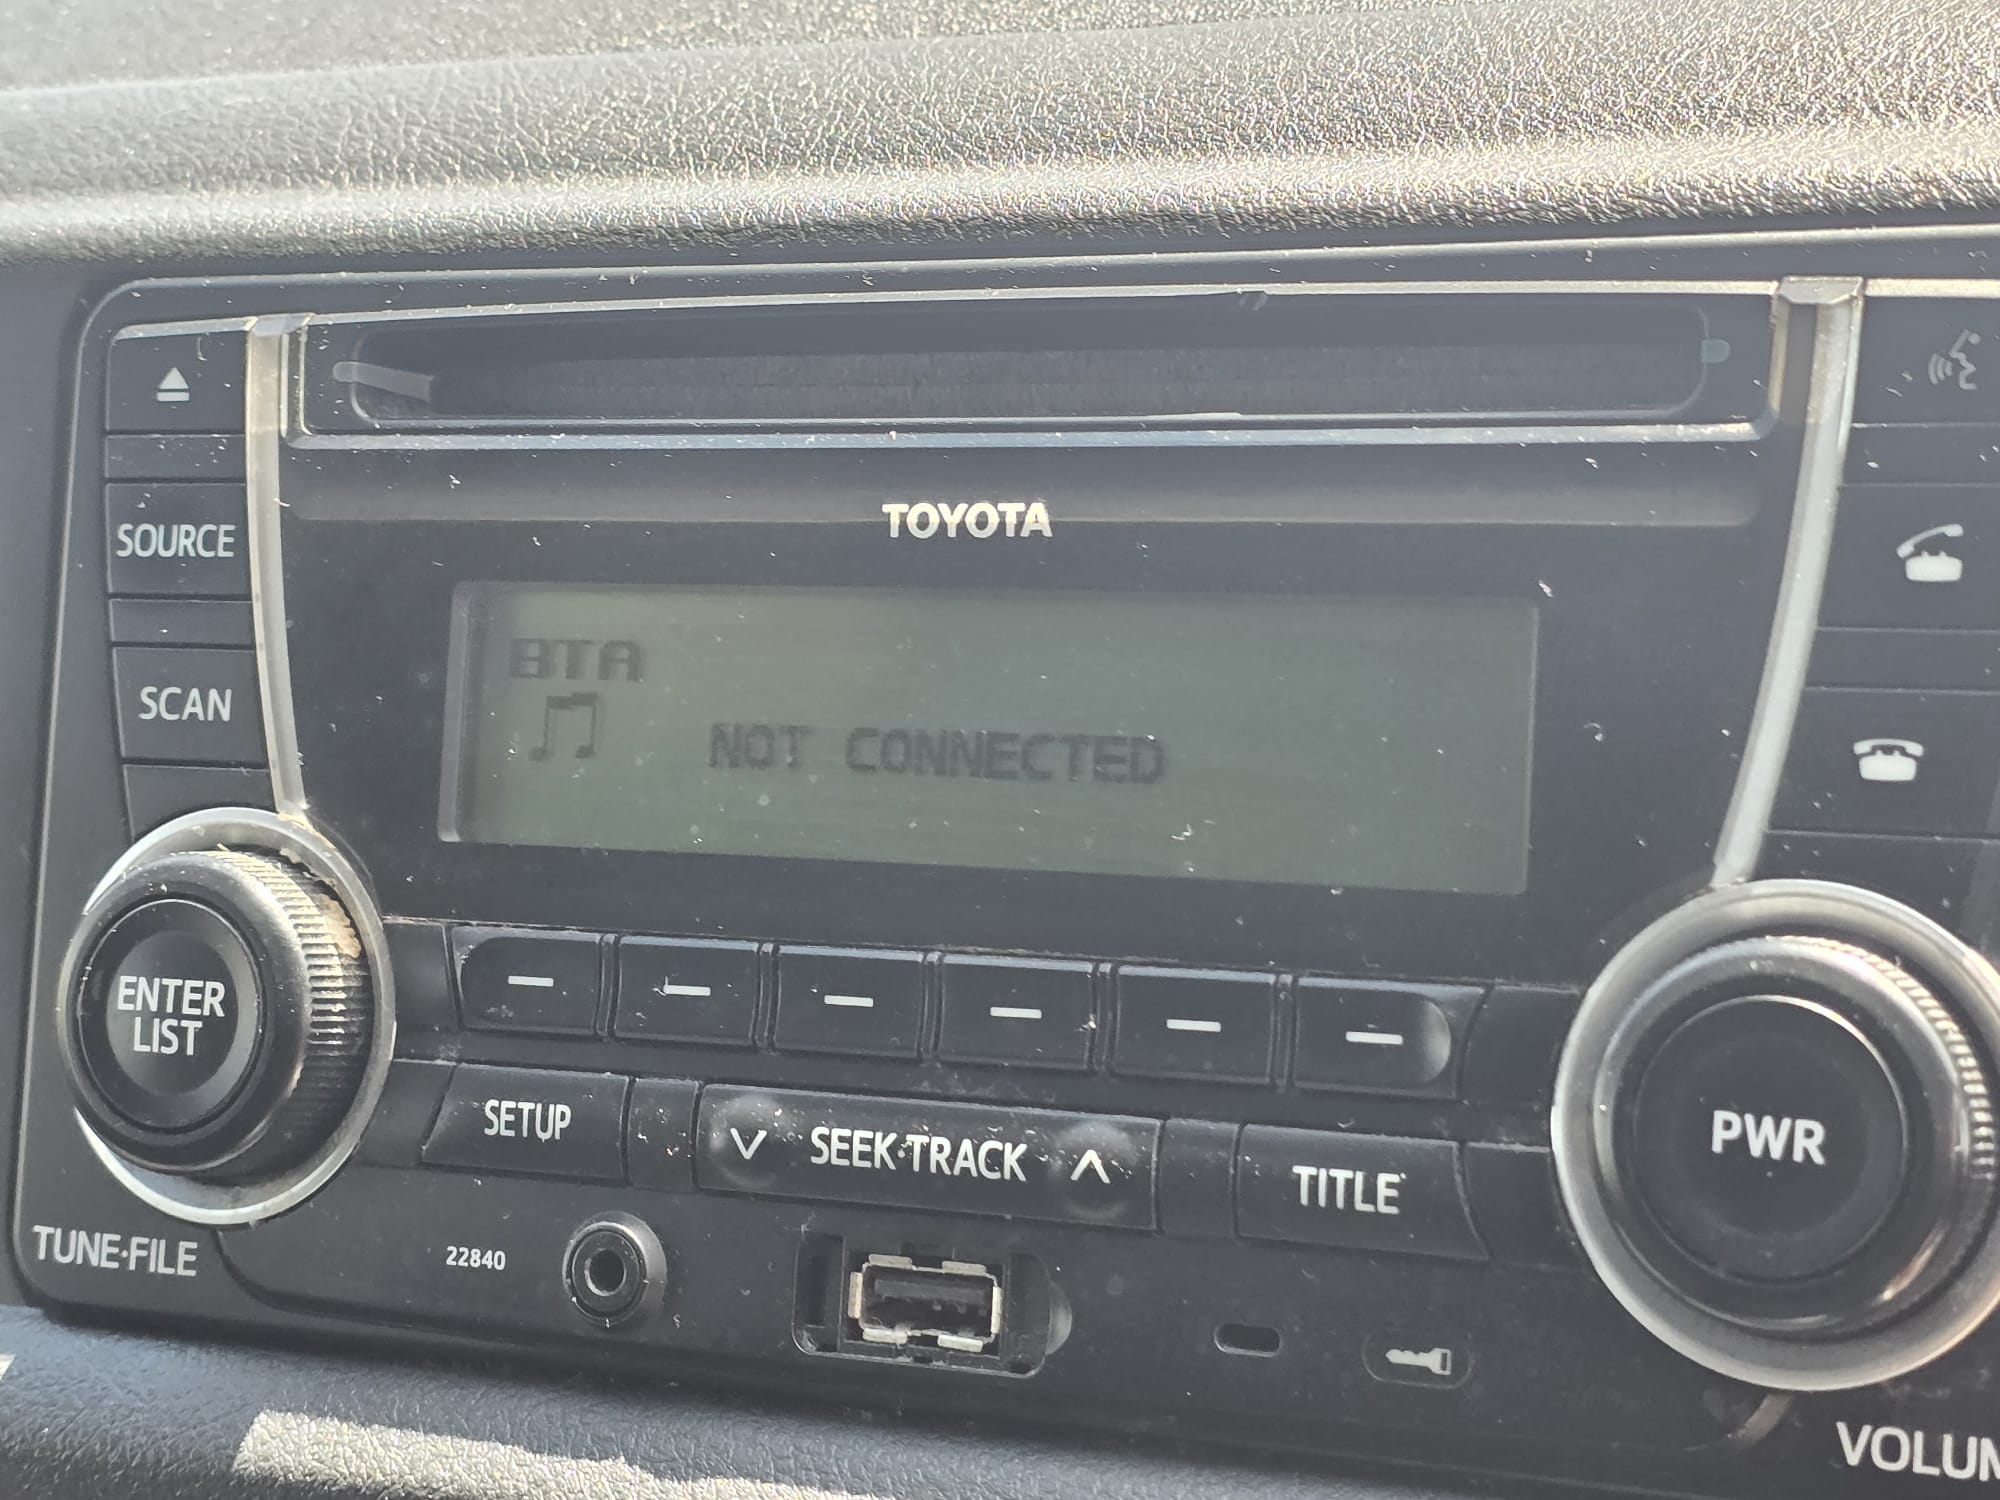 TOYOTA
SOURCE
BTA
SCAN
NOT CONNECTED
ENTER
LIST
PWR
SETUP
SEEK·TRACK
TITLE
TUNE·FILE
22840
VOLUM